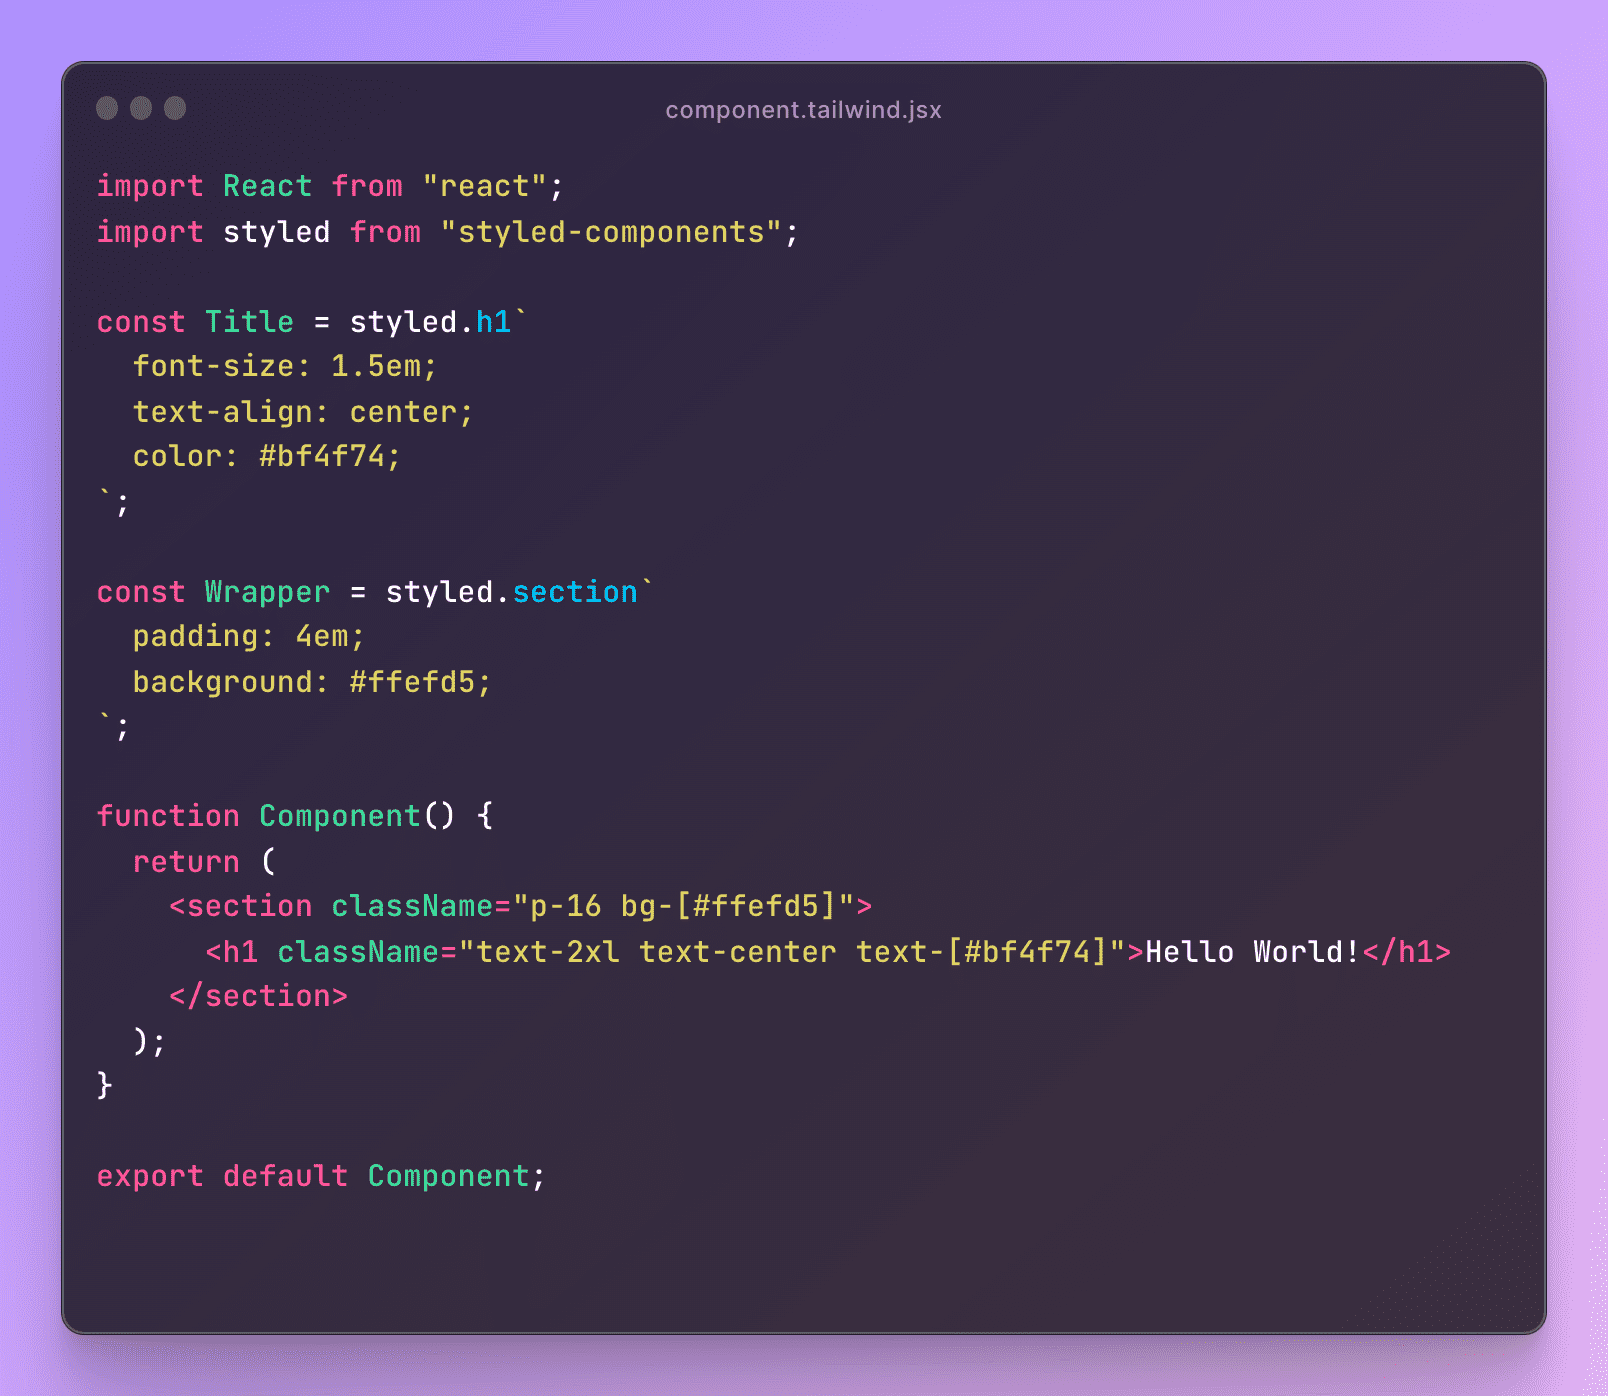 component.tailwind.jsx
import React from "react";
import styled from "styled-components";
const Title = styled.h1`
  font-size: 1.5em;
  text-align: center;
  color: #bf4f74;
`;
const Wrapper = styled.section`
  padding: 4em;
  background: #ffefd5;
`;
function Component() {
  return (
    <section className="p-16 bg-[#ffefd5]">
      <h1 className="text-2xl text-center text-[#bf4f74]">Hello World!</h1>
    </section>
  );
}
export default Component;